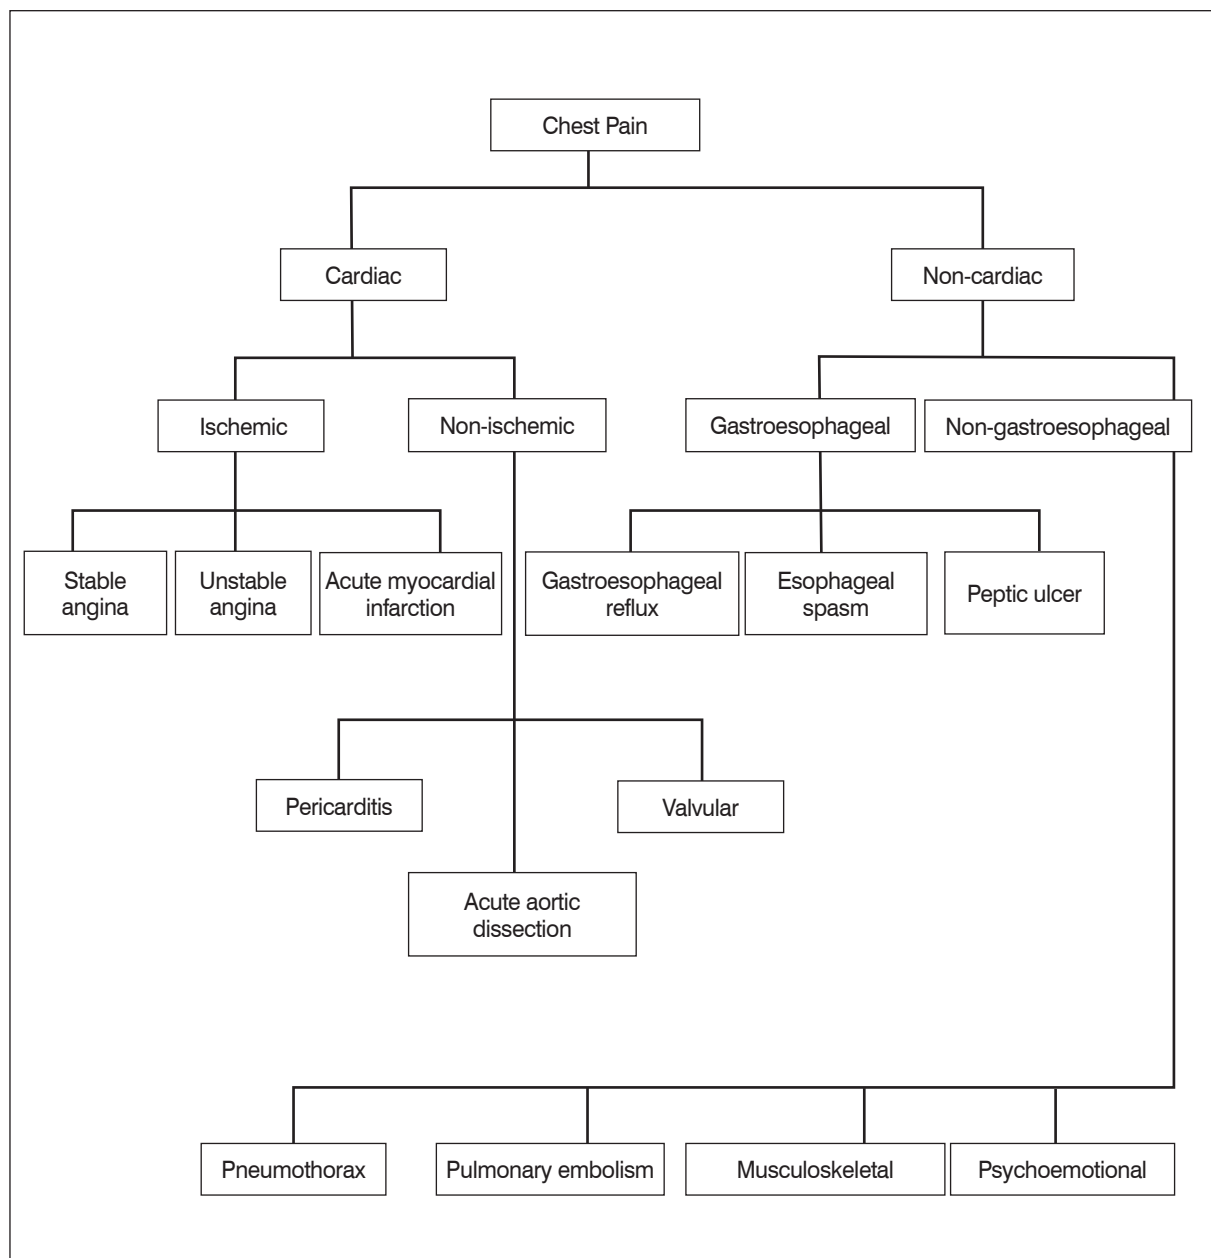 Chest Pain
Cardiac
Non-cardiac
Ischemic
Non-ischemic
Gastroesophageal
Non-gastroesophageal
Stable
angina
Unstable
angina
Acute myocardial
infarction
Gastroesophageal
reflux
Esophageal
spasm
Peptic ulcer
Pericarditis
Valvular
Acute aortic
dissection
Pneumothorax
Pulmonary embolism
Musculoskeletal
Psychoemotional